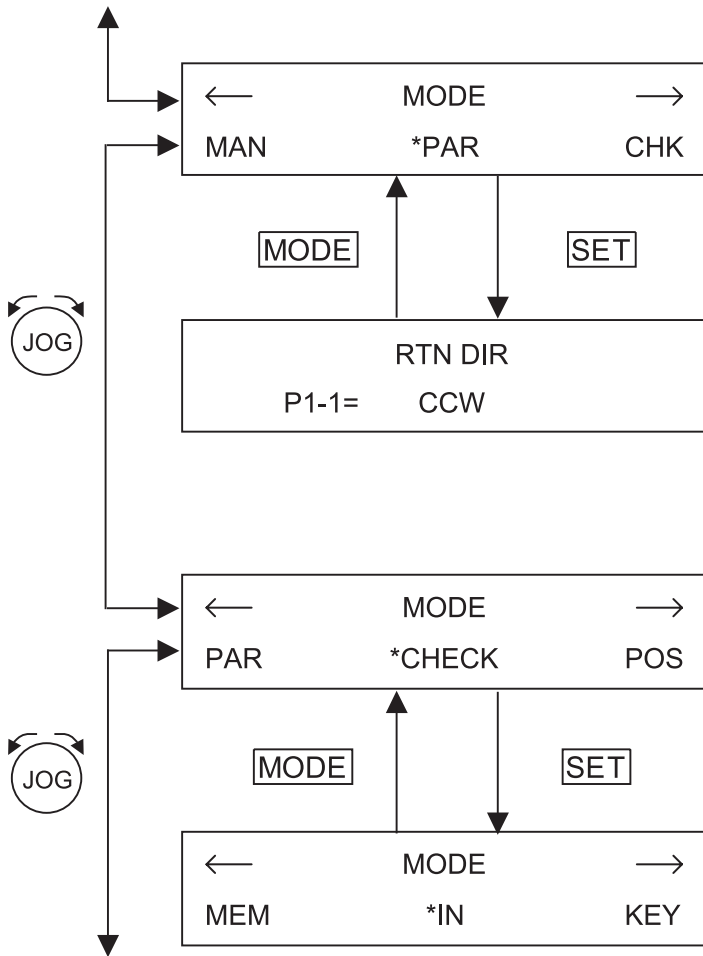 ← MODE →
MAN *PAR CHK
MODE SET
JOG
RTN DIR
P1-1= CCW
← MODE →
PAR *CHECK POS
MODE SET
JOG
← MODE →
MEM *IN KEY